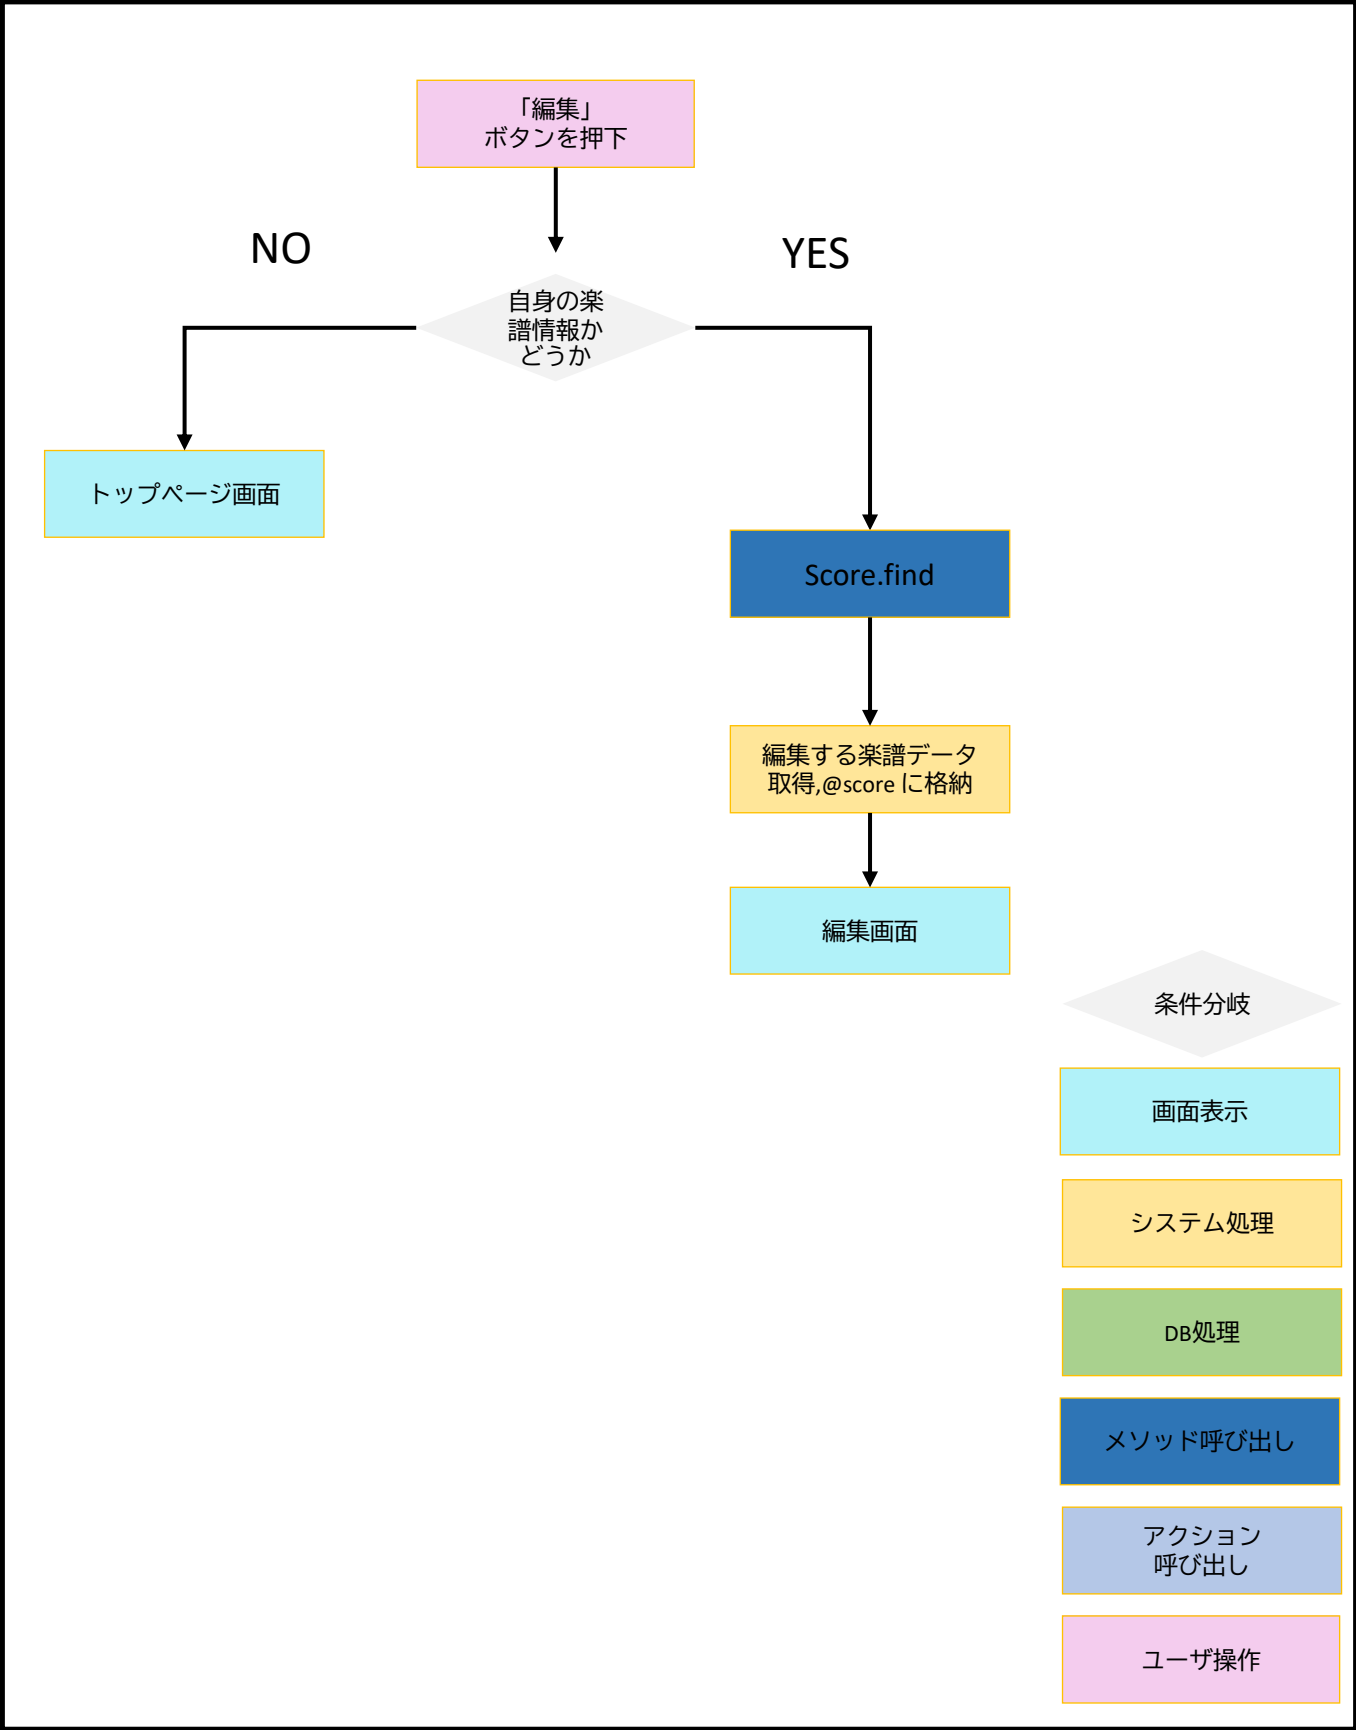 「編集」
ボタンを押下
NO
YES
自身の楽
譜情報か
どうか
トップページ画面
Score.find
編集する楽譜データ
取得,@score に格納
編集画面
条件分岐
画面表示
システム処理
DB処理
メソッド呼び出し
アクション
呼び出し
ユーザ操作